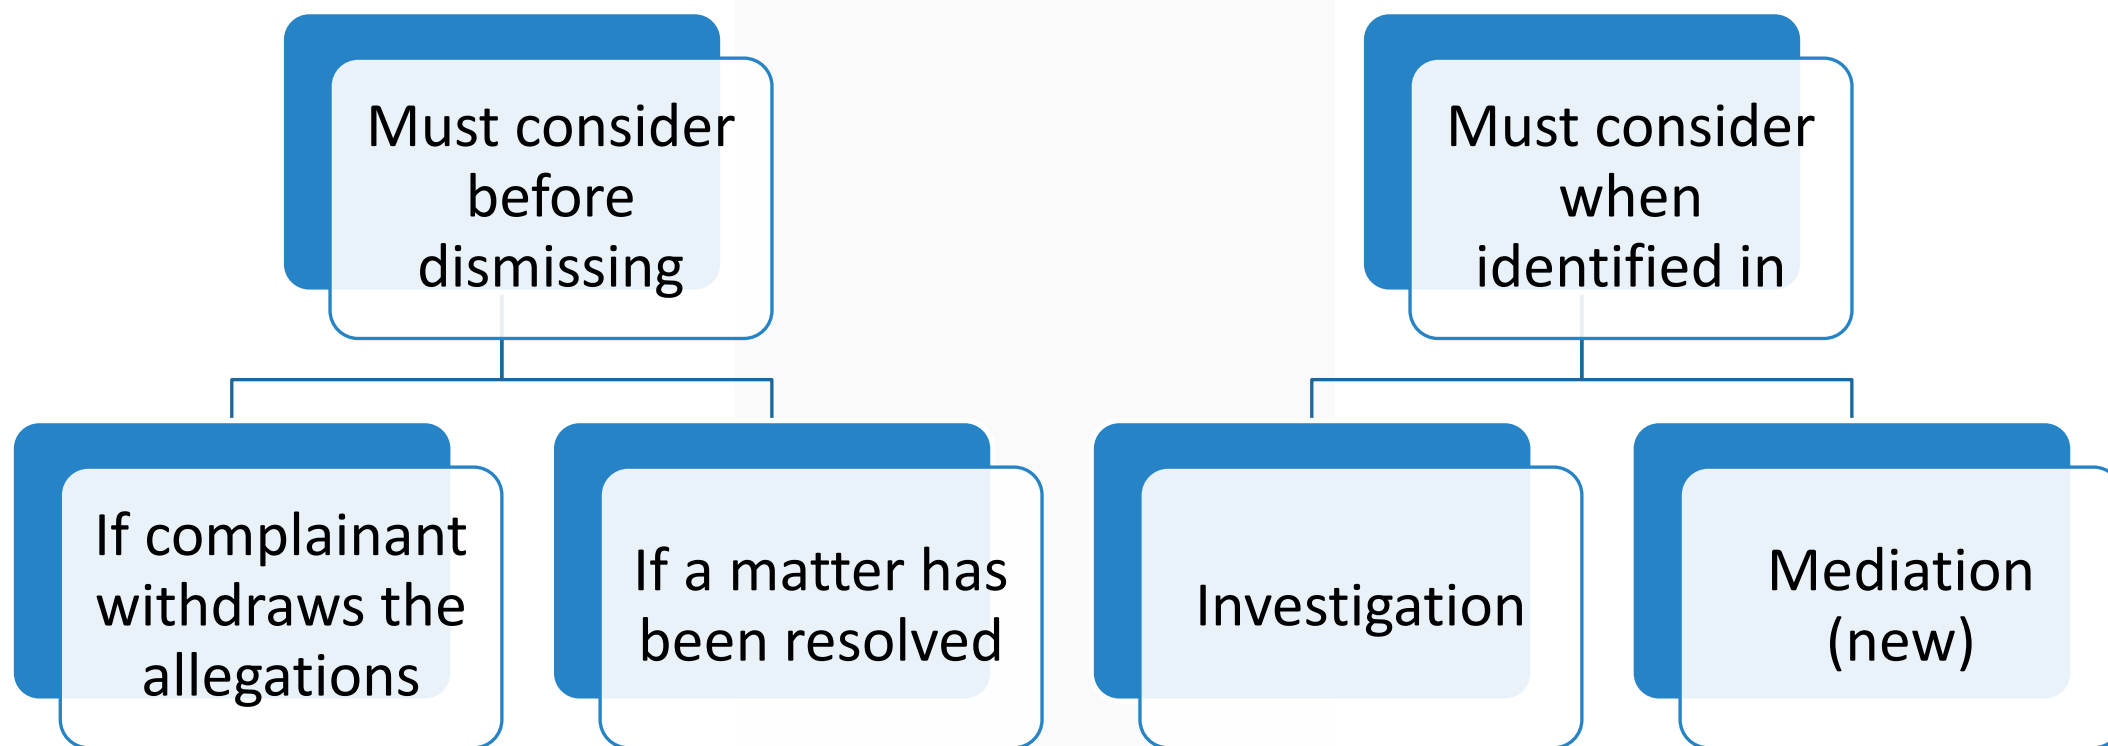 Must consider
before
dismissing
Must consider
when
identified in
If complainant
withdraws the
allegations
If a matter has
been resolved
Investigation
Mediation
(new)